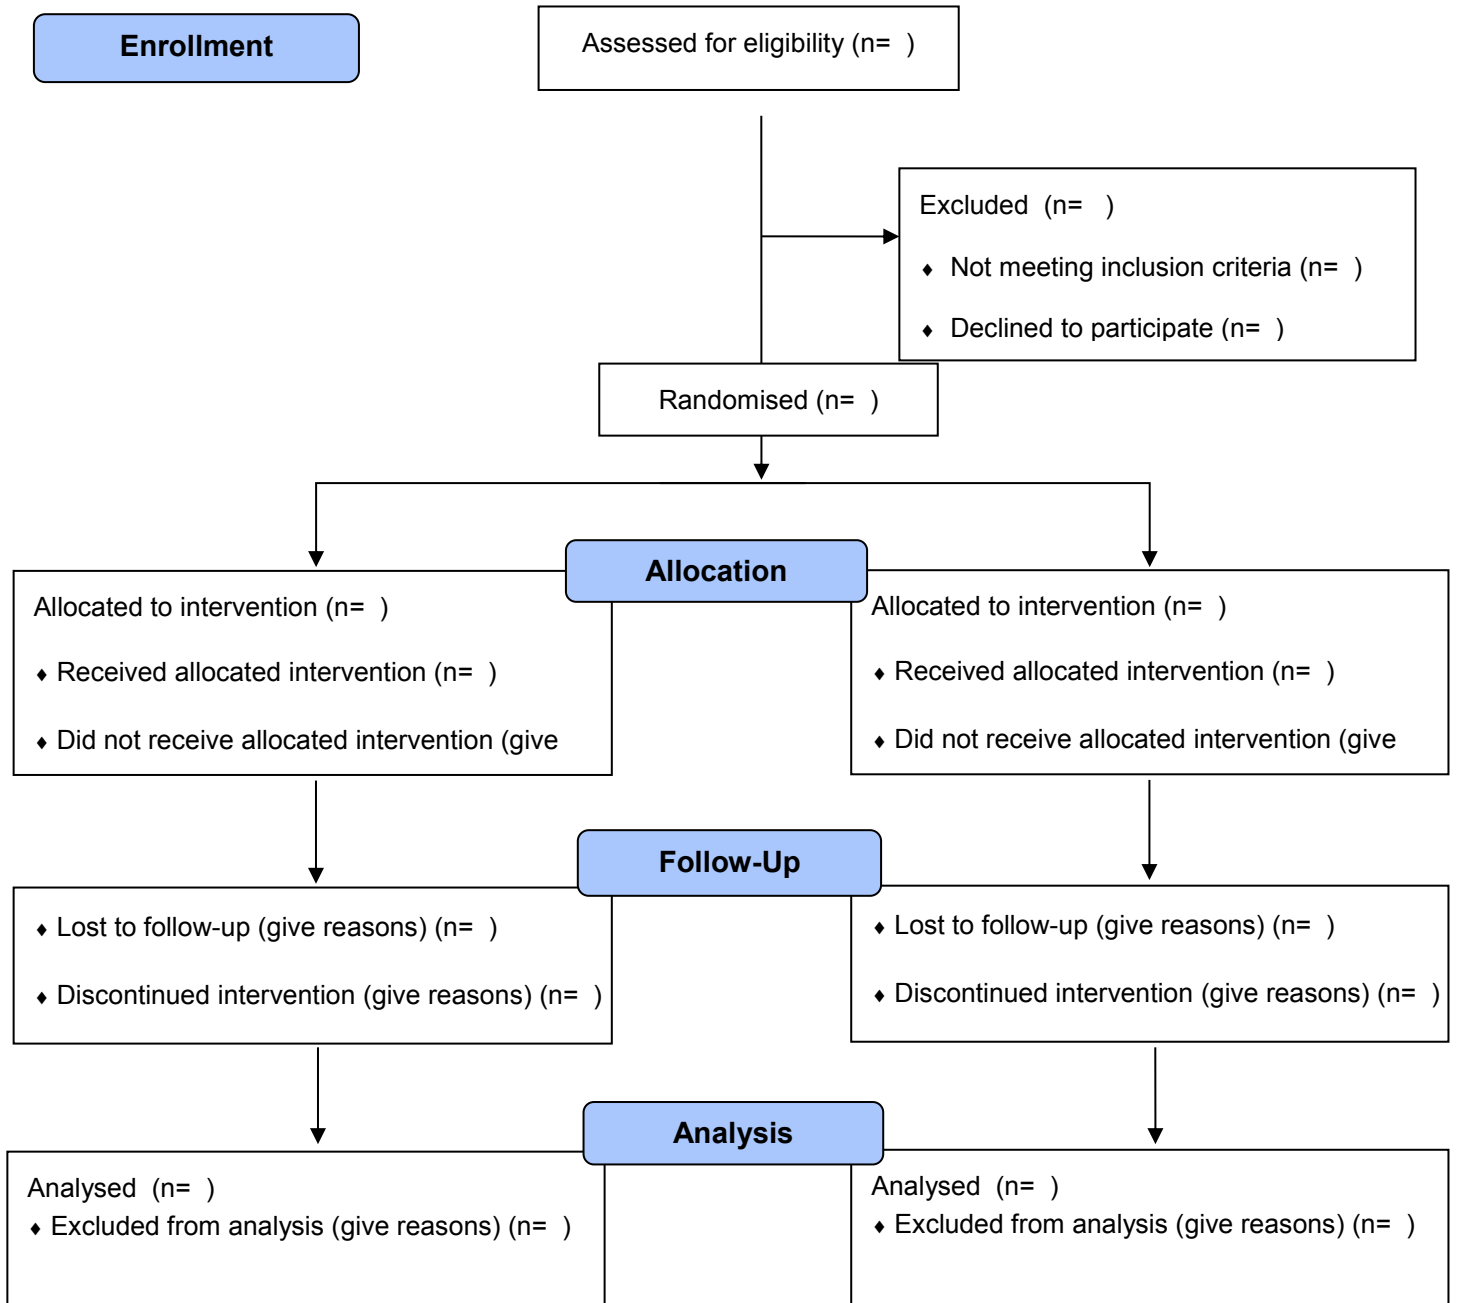 Enrollment
Assessed for eligibility (n=  )
Excluded  (n=   )
♦ Not meeting inclusion criteria (n=  )
♦ Declined to participate (n=  )
Randomised (n=  )
Allocation
Allocated to intervention (n=  )
♦ Received allocated intervention (n=  )
♦ Did not receive allocated intervention (give
Allocated to intervention (n=  )
♦ Received allocated intervention (n=  )
♦ Did not receive allocated intervention (give
Follow-Up
♦ Lost to follow-up (give reasons) (n=  )
♦ Discontinued intervention (give reasons) (n=  )
♦ Lost to follow-up (give reasons) (n=  )
♦ Discontinued intervention (give reasons) (n=  )
Analysis
Analysed  (n=  )
♦ Excluded from analysis (give reasons) (n=  )
Analysed  (n=  )
♦ Excluded from analysis (give reasons) (n=  )